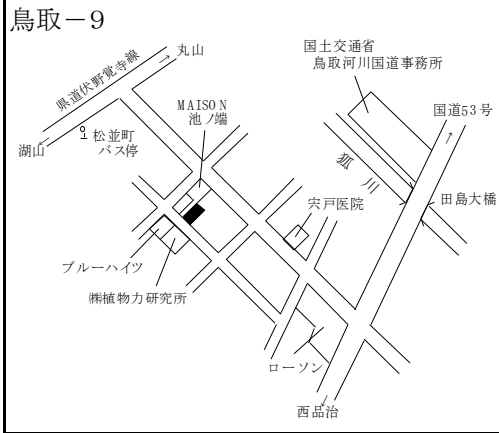 鳥取－9
県道伏野覚寺線
丸山
湖山
松並町
バス停
MAISON
池ノ端
国土交通省
鳥取河川国道事務所
国道53号
狐川
田島大橋
宍戸医院
ブルーハイツ
㈱植物力研究所
ローソン
西品治